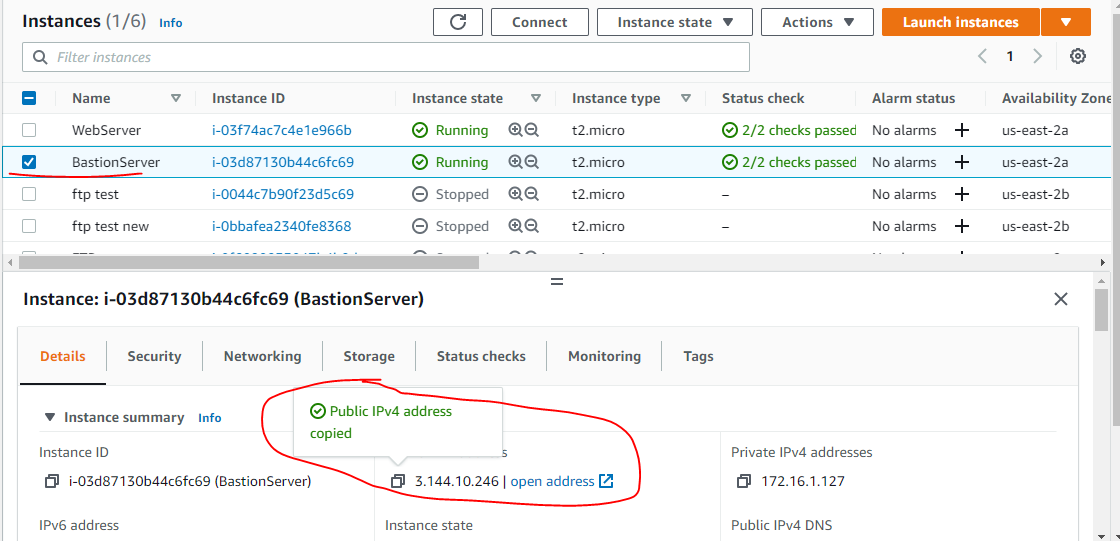 Instances (1/6) Info Connect Instance state Actions Launch instances
Filter instances 1
Name Instance ID Instance state Instance type Status check Alarm status Availability Zone
WebServer i-03f74ac7c4e1e966b Running t2.micro 2/2 checks passed No alarms + us-east-2a
BastionServer i-03d87130b44c6fc69 Running t2.micro 2/2 checks passed No alarms + us-east-2a
ftp test i-0044c7b90f23d5c69 Stopped t2.micro – No alarms + us-east-2b
ftp test new i-0bbafea2340fe8368 Stopped t2.micro – No alarms + us-east-2b
Instance: i-03d87130b44c6fc69 (BastionServer)
Details Security Networking Storage Status checks Monitoring Tags
Public IPv4 address
copied
Instance summary Info
Instance ID Private IPv4 addresses
i-03d87130b44c6fc69 (BastionServer) 3.144.10.246 | open address 172.16.1.127
IPv6 address Instance state Public IPv4 DNS